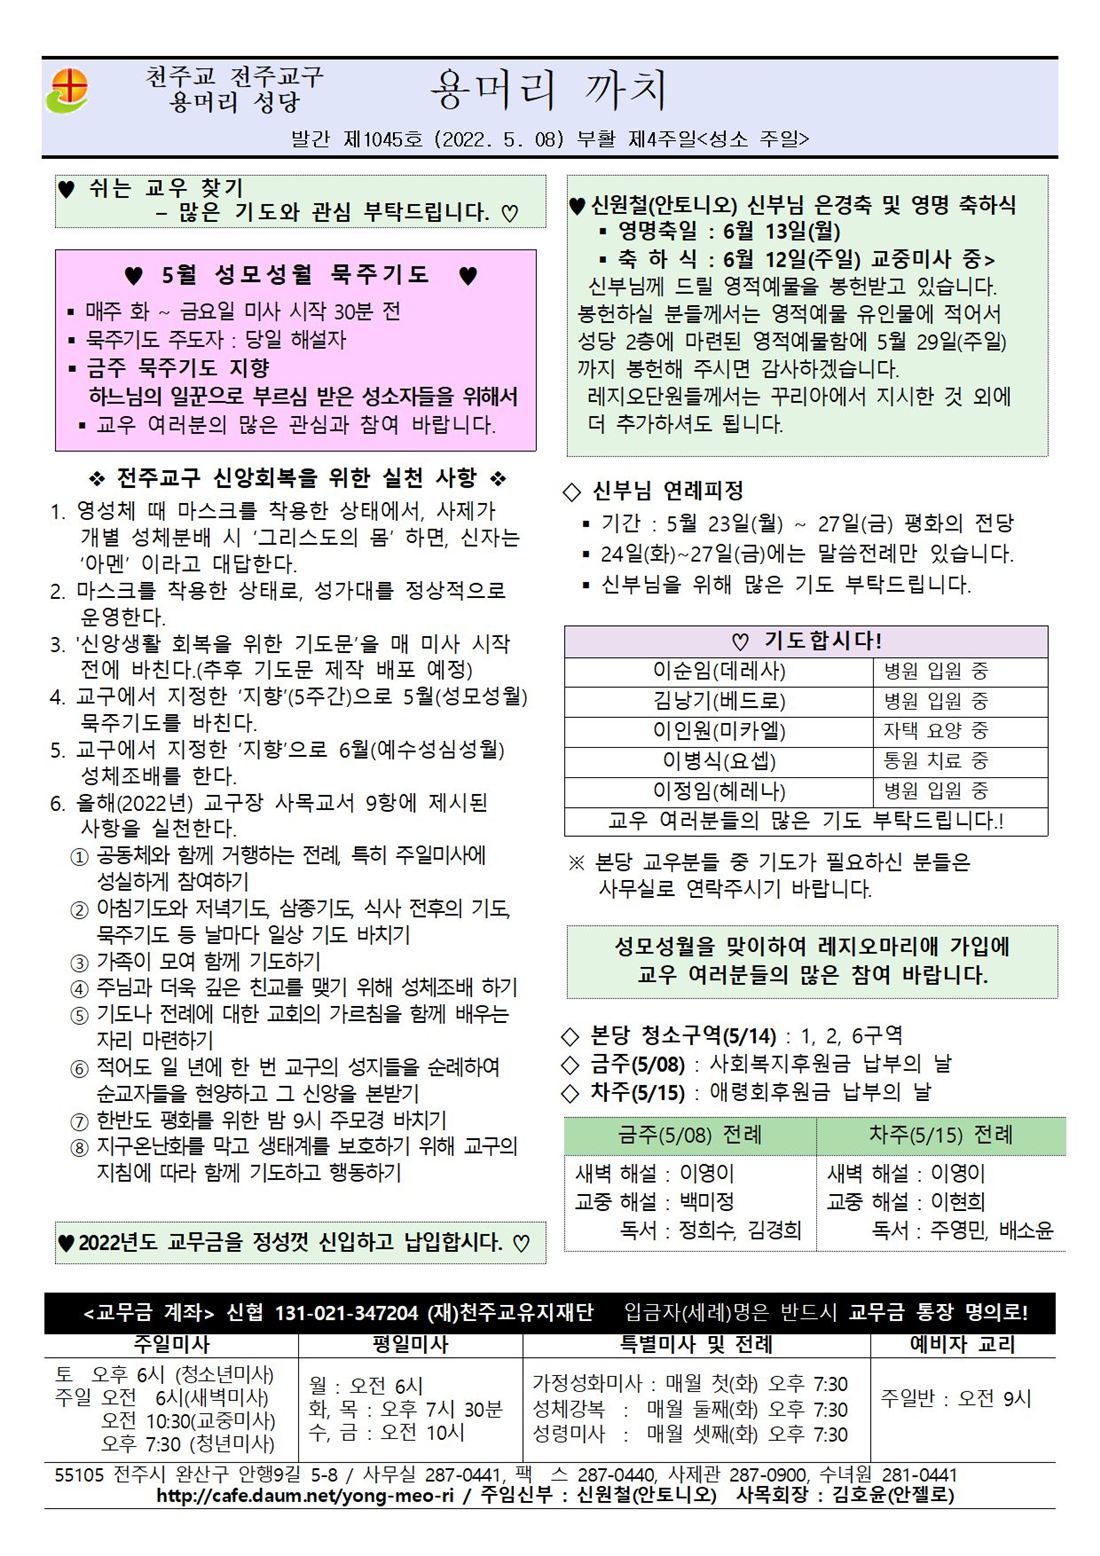 천주교 전주교구
용머리 성당
용머리 까치
발간 제1045호 (2022. 5. 08) 부활 제4주일<성소 주일>
♥ 쉬는 교우 찾기
– 많은 기도와 관심 부탁드립니다. ♡
♥ 5월 성모성월 묵주기도 ♥
▪ 매주 화 ~ 금요일 미사 시작 30분 전
▪ 묵주기도 주도자 : 당일 해설자
▪ 금주 묵주기도 지향
하느님의 일꾼으로 부르심 받은 성소자들을 위해서
▪ 교우 여러분의 많은 관심과 참여 바랍니다.
❖ 전주교구 신앙회복을 위한 실천 사항 ❖
1. 영성체 때 마스크를 착용한 상태에서, 사제가
개별 성체분배 시 ‘그리스도의 몸’ 하면, 신자는
‘아멘’ 이라고 대답한다.
2. 마스크를 착용한 상태로, 성가대를 정상적으로
운영한다.
3. '신앙생활 회복을 위한 기도문’을 매 미사 시작
전에 바친다.(추후 기도문 제작 배포 예정)
4. 교구에서 지정한 ‘지향’(5주간)으로 5월(성모성월)
묵주기도를 바친다.
5. 교구에서 지정한 ‘지향’으로 6월(예수성심성월)
성체조배를 한다.
6. 올해(2022년) 교구장 사목교서 9항에 제시된
사항을 실천한다.
① 공동체와 함께 거행하는 전례, 특히 주일미사에
성실하게 참여하기
② 아침기도와 저녁기도, 삼종기도, 식사 전후의 기도,
묵주기도 등 날마다 일상 기도 바치기
③ 가족이 모여 함께 기도하기
④ 주님과 더욱 깊은 친교를 맺기 위해 성체조배 하기
⑤ 기도나 전례에 대한 교회의 가르침을 함께 배우는
자리 마련하기
⑥ 적어도 일 년에 한 번 교구의 성지들을 순례하여
순교자들을 현양하고 그 신앙을 본받기
⑦ 한반도 평화를 위한 밤 9시 주모경 바치기
⑧ 지구온난화를 막고 생태계를 보호하기 위해 교구의
지침에 따라 함께 기도하고 행동하기
♥2022년도 교무금을 정성껏 신입하고 납입합시다. ♡
♥신원철(안토니오) 신부님 은경축 및 영명 축하식
▪ 영명축일 : 6월 13일(월)
▪ 축 하 식 : 6월 12일(주일) 교중미사 중>
신부님께 드릴 영적예물을 봉헌받고 있습니다.
봉헌하실 분들께서는 영적예물 유인물에 적어서
성당 2층에 마련된 영적예물함에 5월 29일(주일)
까지 봉헌해 주시면 감사하겠습니다.
레지오단원들께서는 꾸리아에서 지시한 것 외에
더 추가하셔도 됩니다.
◇ 신부님 연례피정
▪ 기간 : 5월 23일(월) ~ 27일(금) 평화의 전당
▪ 24일(화)~27일(금)에는 말씀전례만 있습니다.
▪ 신부님을 위해 많은 기도 부탁드립니다.
♡ 기도합시다!
이순임(데레사) 병원 입원 중
김낭기(베드로) 병원 입원 중
이인원(미카엘) 자택 요양 중
이병식(요셉) 통원 치료 중
이정임(헤레나) 병원 입원 중
교우 여러분들의 많은 기도 부탁드립니다.!
※ 본당 교우분들 중 기도가 필요하신 분들은
사무실로 연락주시기 바랍니다.
성모성월을 맞이하여 레지오마리애 가입에
교우 여러분들의 많은 참여 바랍니다.
◇ 본당 청소구역(5/14) : 1, 2, 6구역
◇ 금주(5/08) : 사회복지후원금 납부의 날
◇ 차주(5/15) : 애령회후원금 납부의 날
금주(5/08) 전례 차주(5/15) 전례
새벽 해설 : 이영이 새벽 해설 : 이영이
교중 해설 : 백미정 교중 해설 : 이현희
독서 : 정희수, 김경희 독서 : 주영민, 배소윤
<교무금 계좌> 신협 131-021-347204 (재)천주교유지재단 입금자(세례)명은 반드시 교무금 통장 명의로!
주일미사 평일미사 특별미사 및 전례 예비자 교리
토 오후 6시 (청소년미사)
주일 오전 6시(새벽미사)
오전 10:30(교중미사)
오후 7:30 (청년미사)
월 : 오전 6시
화, 목 : 오후 7시 30분
수, 금 : 오전 10시
가정성화미사 : 매월 첫(화) 오후 7:30
성체강복 : 매월 둘째(화) 오후 7:30
성령미사 : 매월 셋째(화) 오후 7:30
주일반 : 오전 9시
55105 전주시 완산구 안행9길 5-8 / 사무실 287-0441, 팩 스 287-0440, 사제관 287-0900, 수녀원 281-0441
http://cafe.daum.net/yong-meo-ri / 주임신부 : 신원철(안토니오) 사목회장 : 김호윤(안젤로)